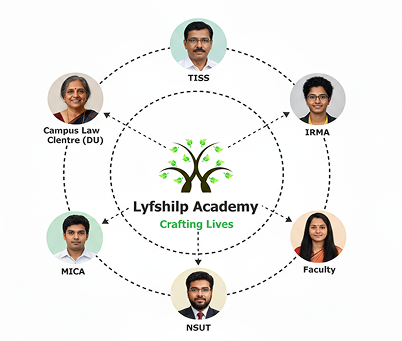 TISS
Campus Law
Clentre (DU)
IRMA
Lyfshilp Academy
Crafting Lives
MICA
Faculty
NSUT